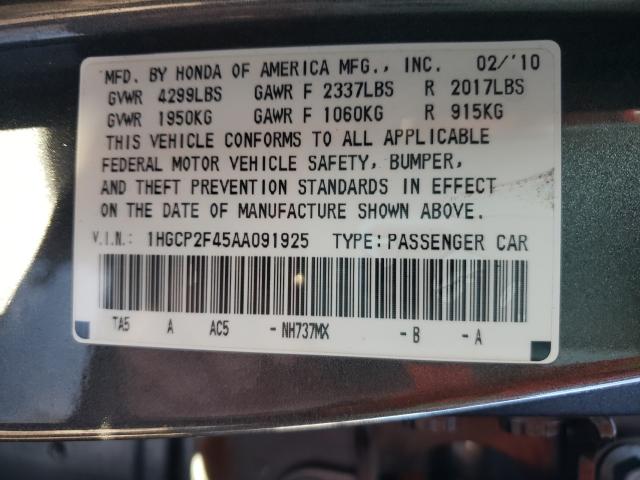 MFD. BY HONDA OF AMERICA MFG., INC. 02/'10
GVWR 4299LBS GAWR F 2337LBS R 2017LBS
GVWR 1950KG GAWR F 1060KG R 915KG
THIS VEHICLE CONFORMS TO ALL APPLICABLE
FEDERAL MOTOR VEHICLE SAFETY, BUMPER,
AND THEFT PREVENTION STANDARDS IN EFFECT
ON THE DATE OF MANUFACTURE SHOWN ABOVE.
V.I.N.: 1HGCP2F45AA091925 TYPE: PASSENGER CAR
TA5 A AC5 -NH737MX -B -A